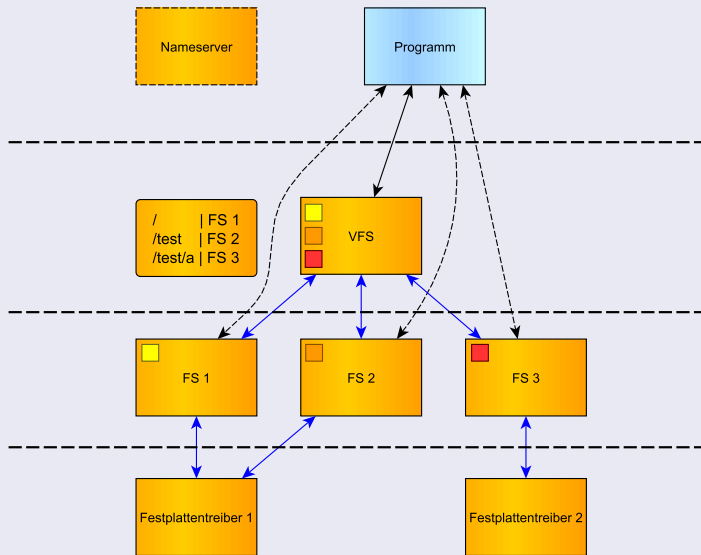 Nameserver
Programm
/ | FS 1
/test | FS 2
/test/a | FS 3
VFS
FS 1
FS 2
FS 3
Festplattentreiber 1
Festplattentreiber 2